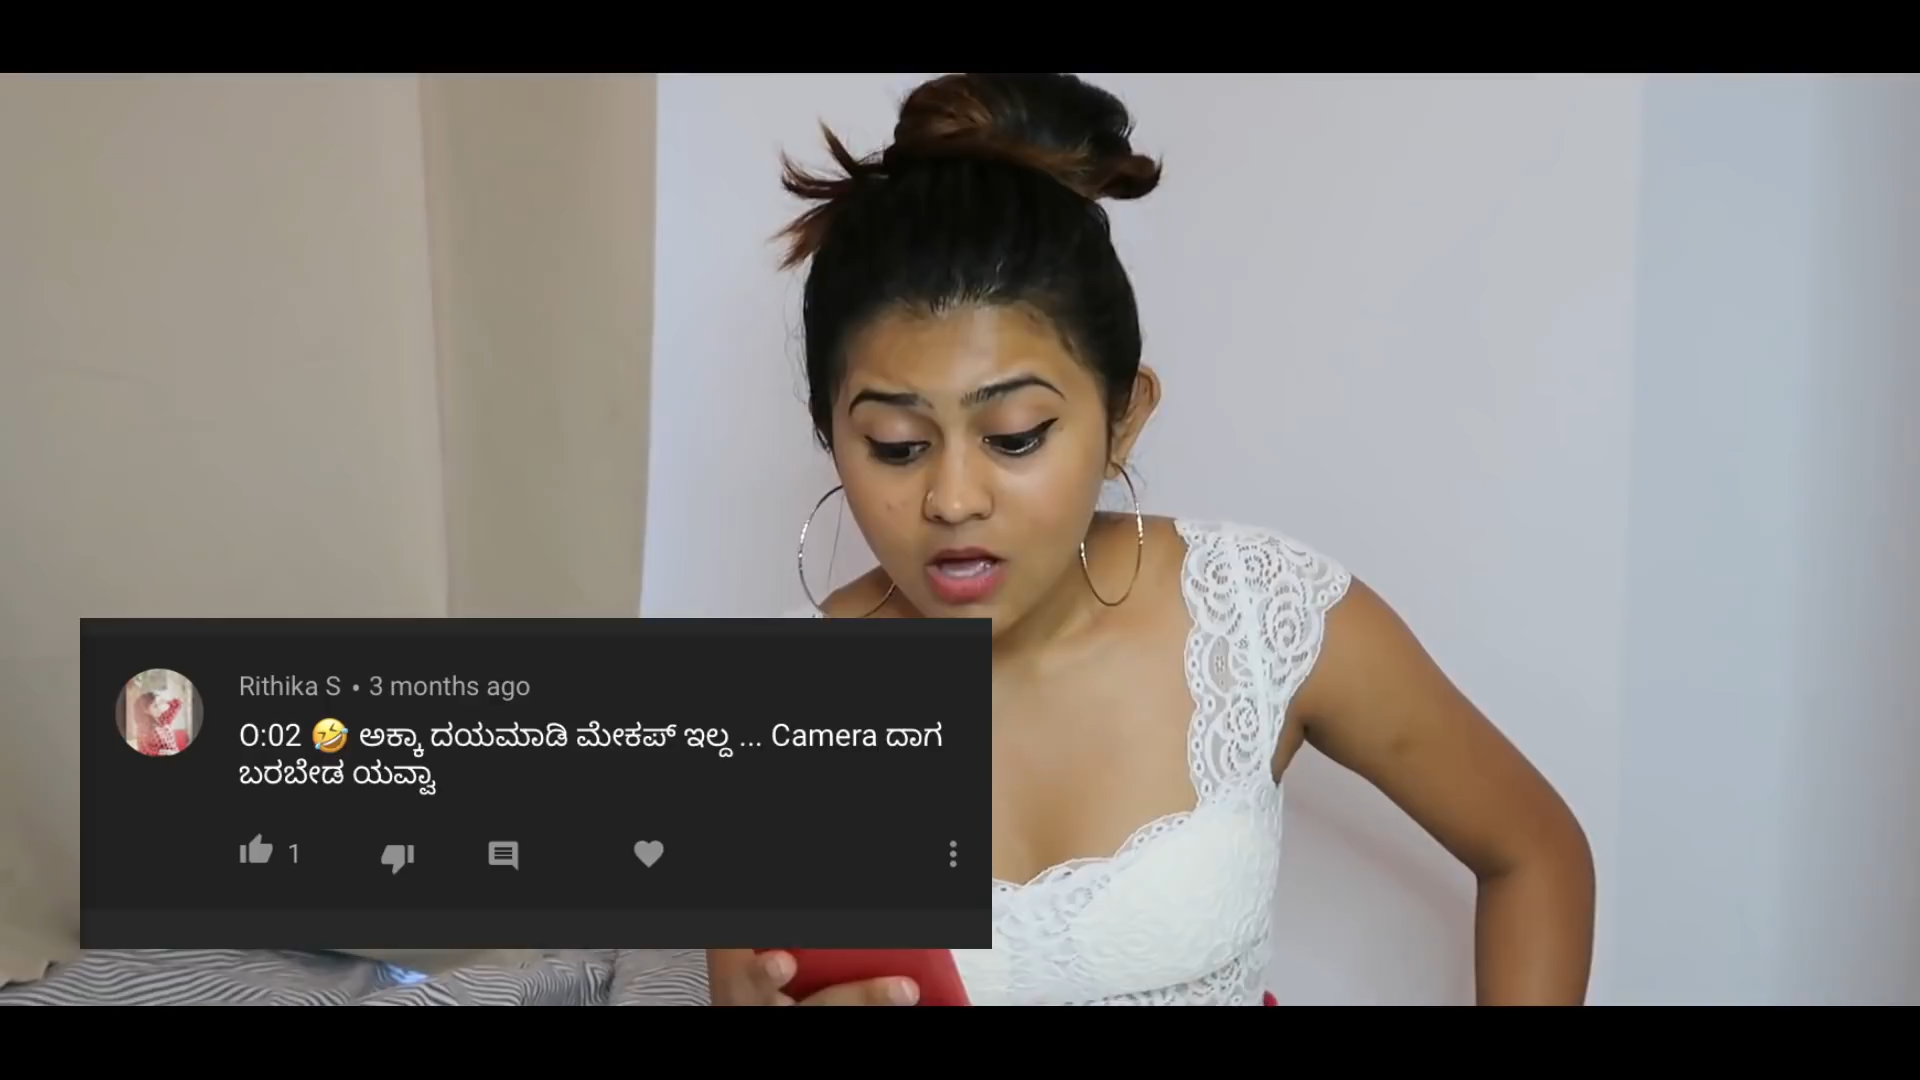 Rithika S • 3 months ago
0:02 🤣 ಅಕ್ಕಾ ದಯಮಾಡಿ ಮೇಕಪ್ ಇಲ್ದ ... Camera ದಾಗ
ಬರಬೇಡ ಯವ್ವಾ
1